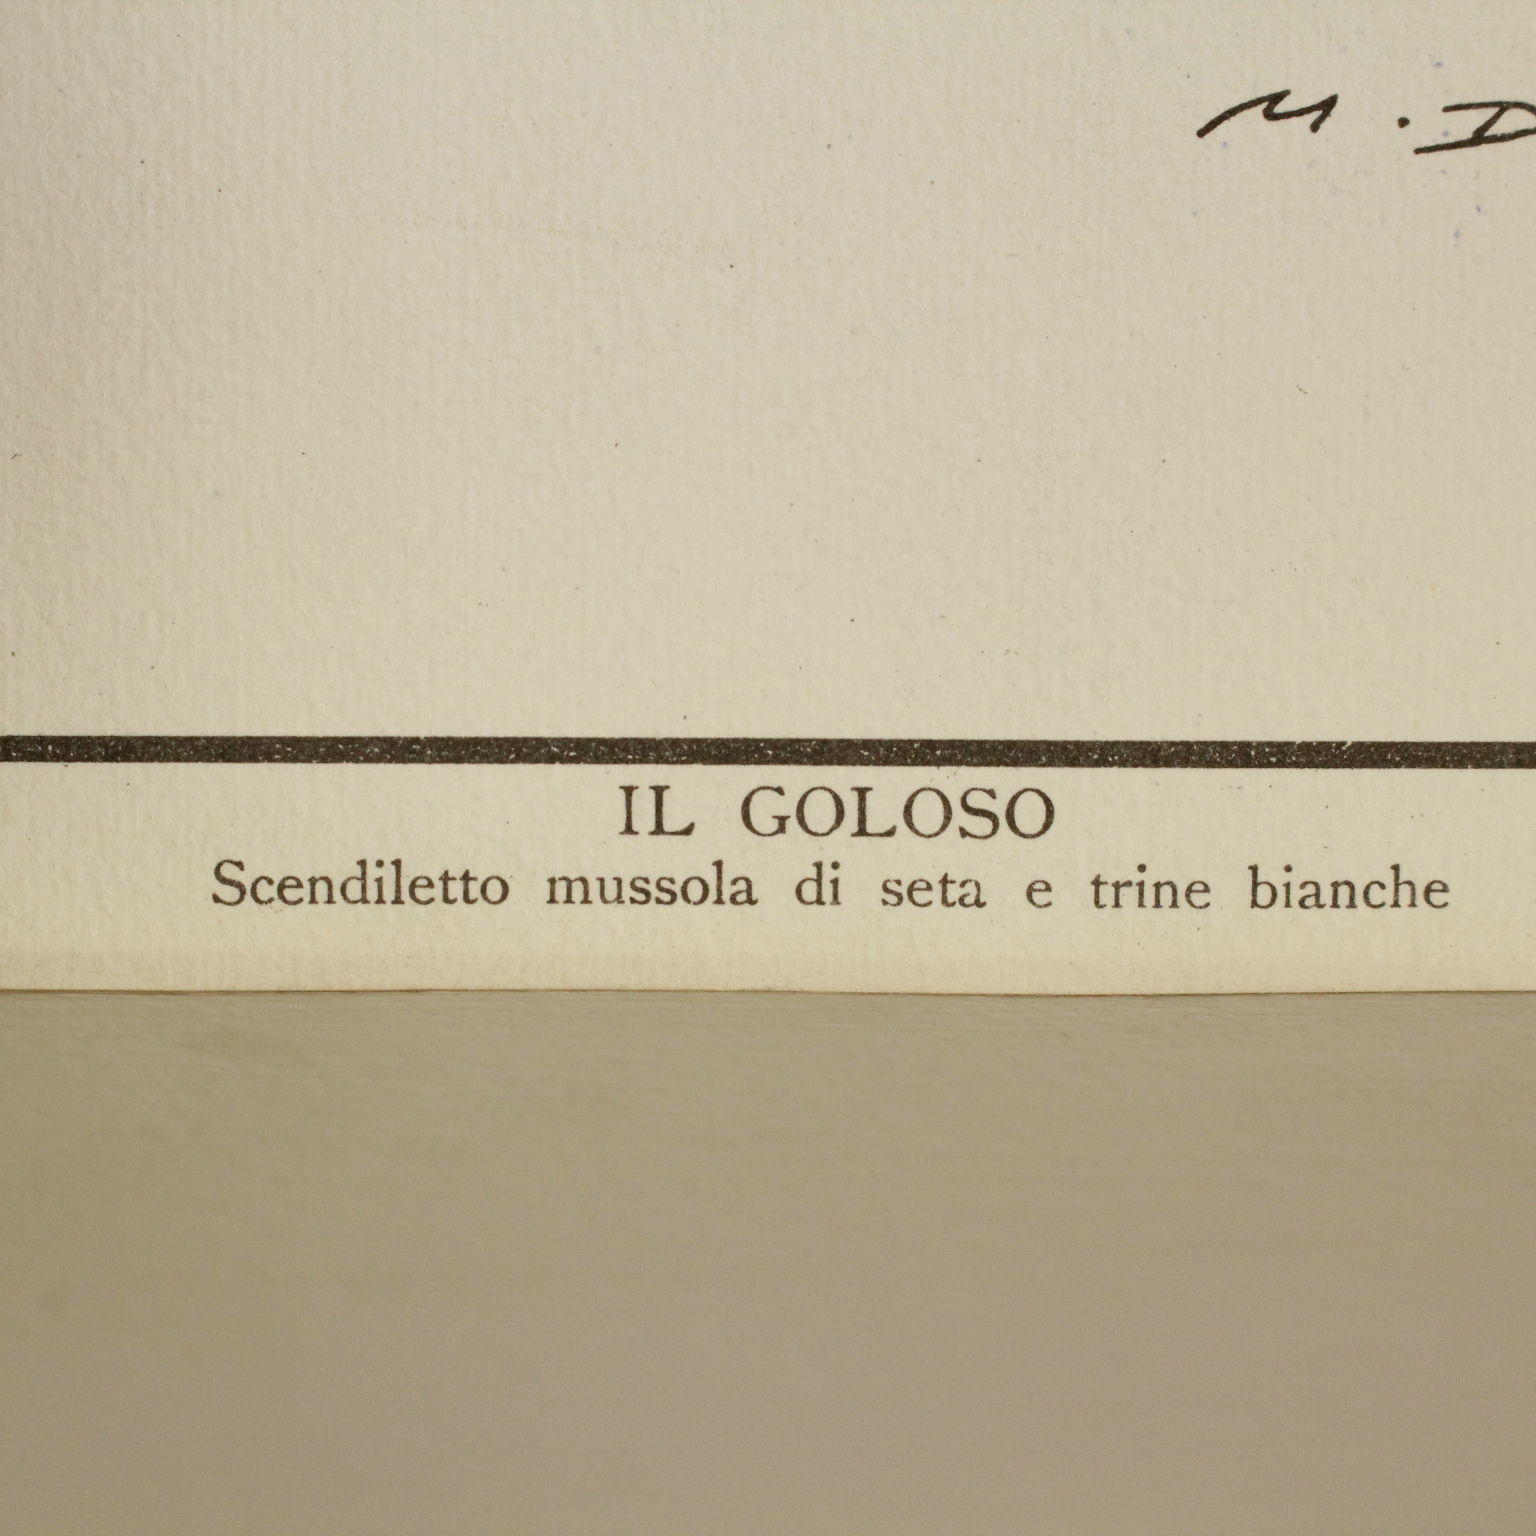 M. D
IL GOLOSO
Scendiletto mussola di seta e trine bianche